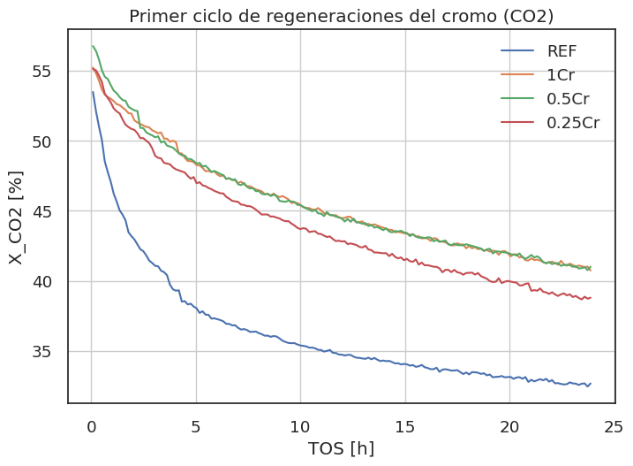 Primer ciclo de regeneraciones del cromo (CO2)
REF
1Cr
0.5Cr
0.25Cr
X_CO2 [%]
55
50
45
40
35
0 5 10 15 20 25
TOS [h]